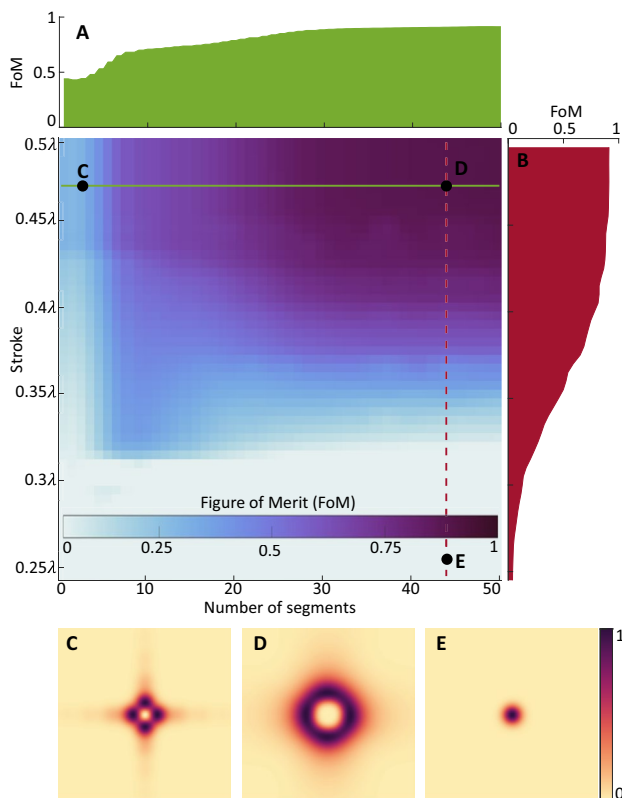 A
FoM
1
0.5
0
FoM
0 0.5 1
B
0.5λ
0.45λ
0.4λ
0.35λ
0.3λ
0.25λ
Stroke
C
D
E
Figure of Merit (FoM)
0 0.25 0.5 0.75 1
0 10 20 30 40 50
Number of segments
C
D
E
1
0